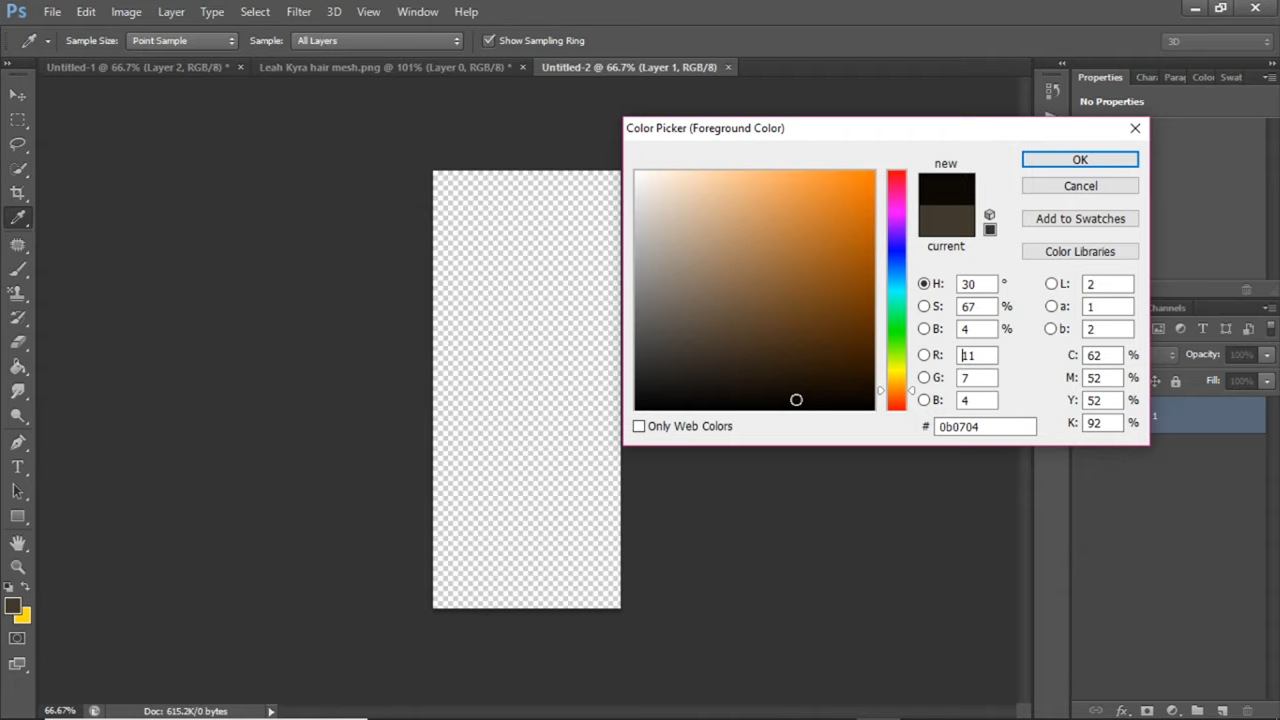 Ps File Edit Image Layer Type Select Filter 3D View Window Help
Sample Size: Point Sample Sample: All Layers Show Sampling Ring 3D
Untitled-1 @ 66.7% (Layer 2, RGB/8) * × Leah Kyra hair mesh.png @ 101% (Layer 0, RGB/8) * × Untitled-2 @ 66.7% (Layer 1, RGB/8) × Properties Chara Parag Color Swat
No Properties
Color Picker (Foreground Color)
new OK
Cancel
Add to Swatches
current Color Libraries
H: 30 ° L: 2
S: 67 % a: 1
B: 4 % b: 2
R: 11 C: 62 %
G: 7 M: 52 %
B: 4 Y: 52 %
Only Web Colors # 0b0704 K: 92 %
Channels
Opacity: 100%
Fill: 100%
1
66.67% Doc: 615.2K/0 bytes
fx